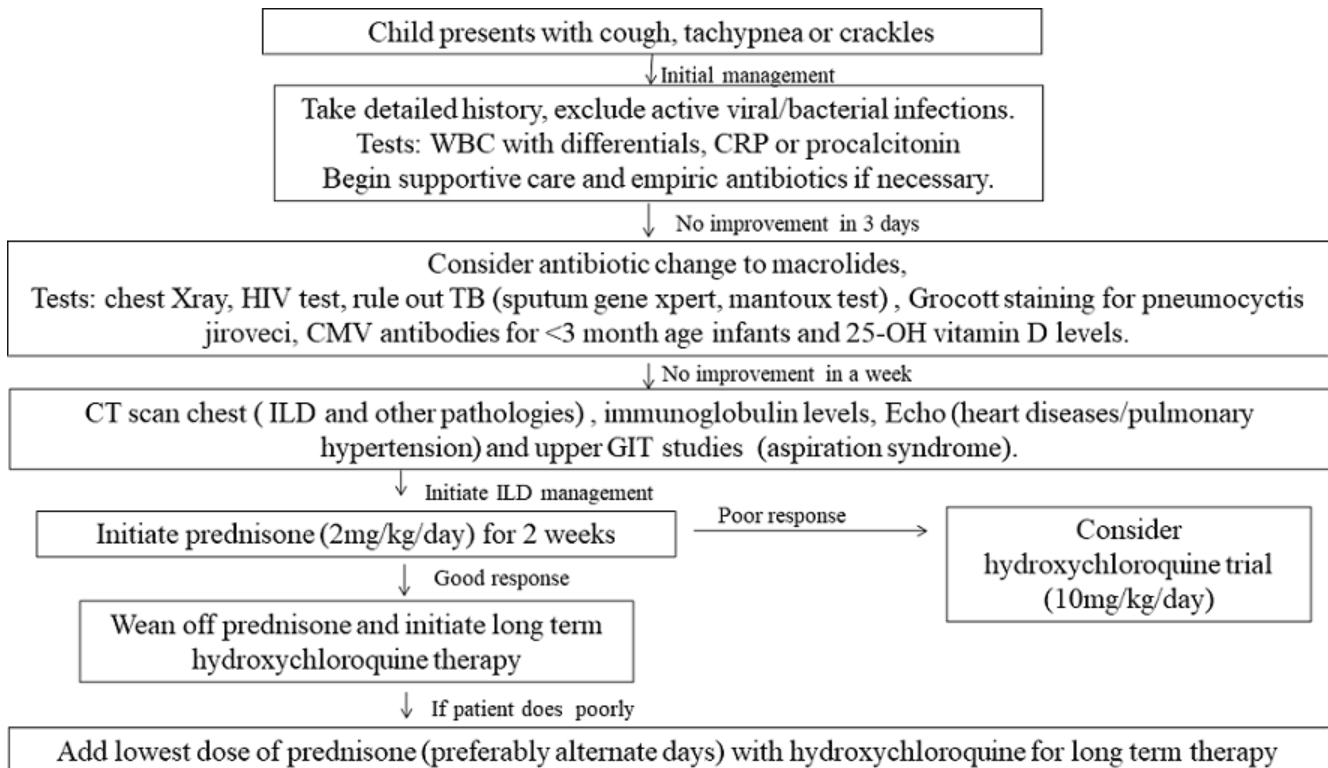 Child presents with cough, tachypnea or crackles
Initial management
Take detailed history, exclude active viral/bacterial infections.
Tests: WBC with differentials, CRP or procalcitonin
Begin supportive care and empiric antibiotics if necessary.
No improvement in 3 days
Consider antibiotic change to macrolides,
Tests: chest Xray, HIV test, rule out TB (sputum gene xpert, mantoux test) , Grocott staining for pneumocyctis
jiroveci, CMV antibodies for <3 month age infants and 25-OH vitamin D levels.
No improvement in a week
CT scan chest ( ILD and other pathologies) , immunoglobulin levels, Echo (heart diseases/pulmonary
hypertension) and upper GIT studies (aspiration syndrome).
Initiate ILD management
Initiate prednisone (2mg/kg/day) for 2 weeks
Poor response
Consider
hydroxychloroquine trial
(10mg/kg/day)
Good response
Wean off prednisone and initiate long term
hydroxychloroquine therapy
If patient does poorly
Add lowest dose of prednisone (preferably alternate days) with hydroxychloroquine for long term therapy